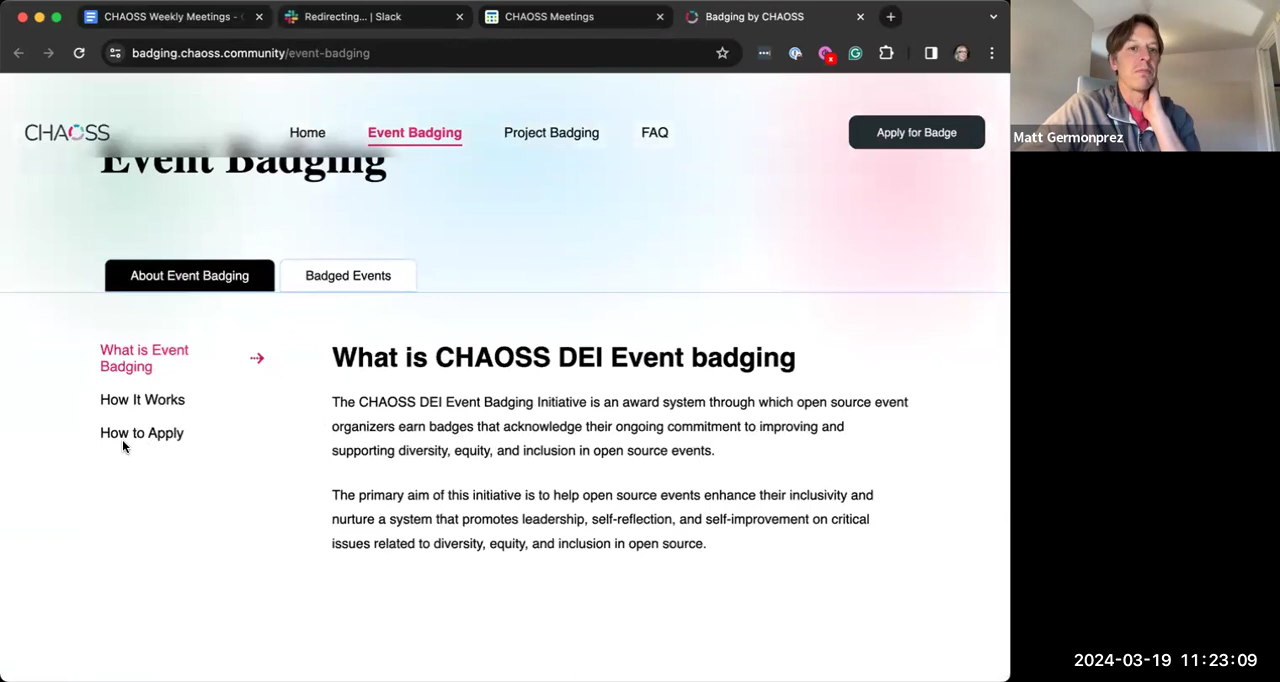 CHAOSS Weekly Meetings -
Redirecting... | Slack
CHAOSS Meetings
Badging by CHAOSS
badging.chaoss.community/event-badging
CHAOSS
Home
Event Badging
Project Badging
FAQ
Apply for Badge
Event Badging
About Event Badging
Badged Events
What is Event
Badging
How It Works
How to Apply
What is CHAOSS DEI Event badging
The CHAOSS DEI Event Badging Initiative is an award system through which open source event
organizers earn badges that acknowledge their ongoing commitment to improving and
supporting diversity, equity, and inclusion in open source events.
The primary aim of this initiative is to help open source events enhance their inclusivity and
nurture a system that promotes leadership, self-reflection, and self-improvement on critical
issues related to diversity, equity, and inclusion in open source.
Matt Germonprez
2024-03-19 11:23:09